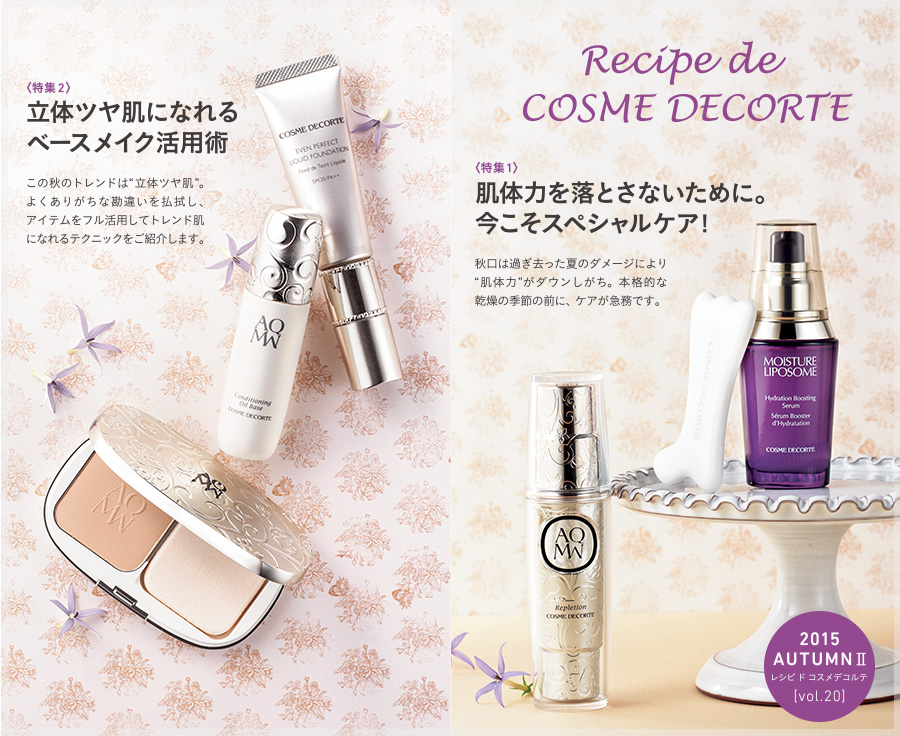 〈特集2〉
立体ツヤ肌になれる
ベースメイク活用術
この秋のトレンドは“立体ツヤ肌”。
よくありがちな勘違いを払拭し、
アイテムをフル活用してトレンド肌
になれるテクニックをご紹介します。
COSME DECORTE
EVEN PERFECT
LIQUID FOUNDATION
Fond de Teint Liquide
SPF20/PA++
AQ
MW
Conditioning
Oil Base
COSME DECORTE
AQ
MW
Recipe de
COSME DECORTE
〈特集1〉
肌体力を落とさないために。
今こそスペシャルケア!
秋口は過ぎ去った夏のダメージにより
“肌体力”がダウンしがち。本格的な
乾燥の季節の前に、ケアが急務です。
MOISTURE
LIPOSOME
Hydration Boosting
Serum
Sérum Booster
d'Hydratation
COSME DECORTE
AQ
MW
Repletion
COSME DECORTE
2015
AUTUMN II
レシピ ド コスメデコルテ
[vol.20]